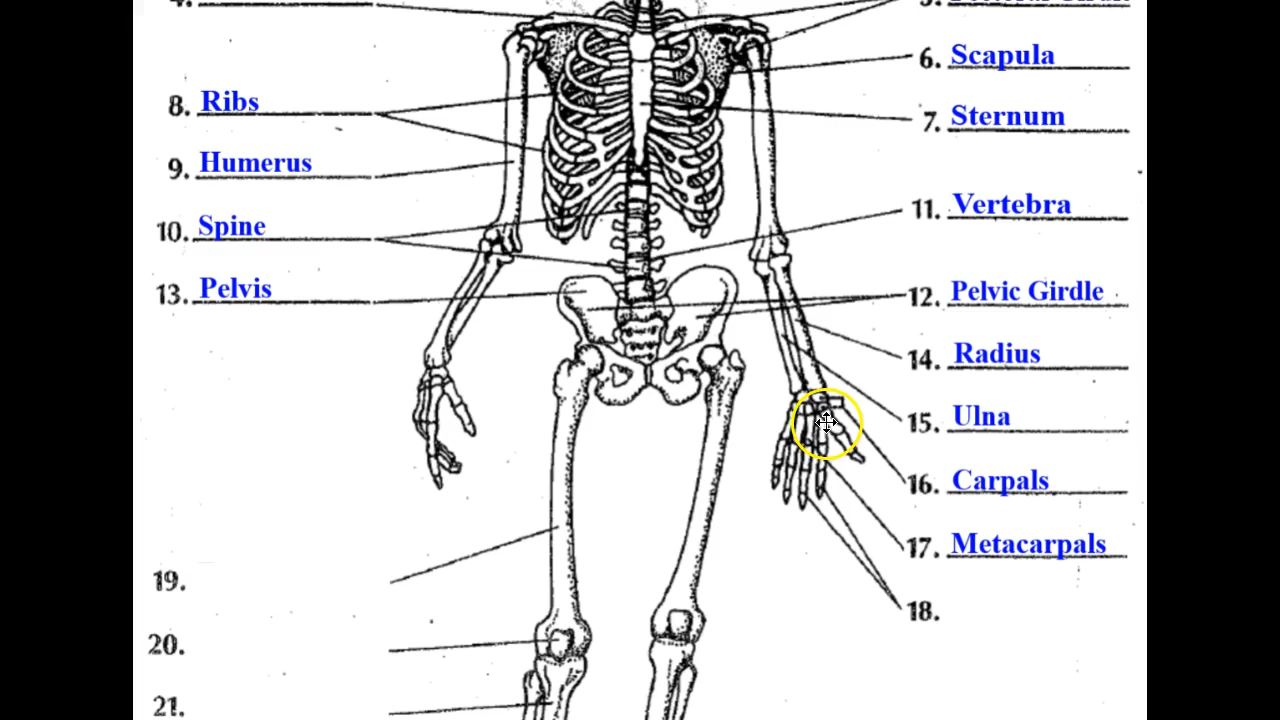 4.
6. Scapula
8. Ribs
7. Sternum
9. Humerus
11. Vertebra
10. Spine
13. Pelvis
12. Pelvic Girdle
14. Radius
15. Ulna
16. Carpals
17. Metacarpals
19.
18.
20.
21.